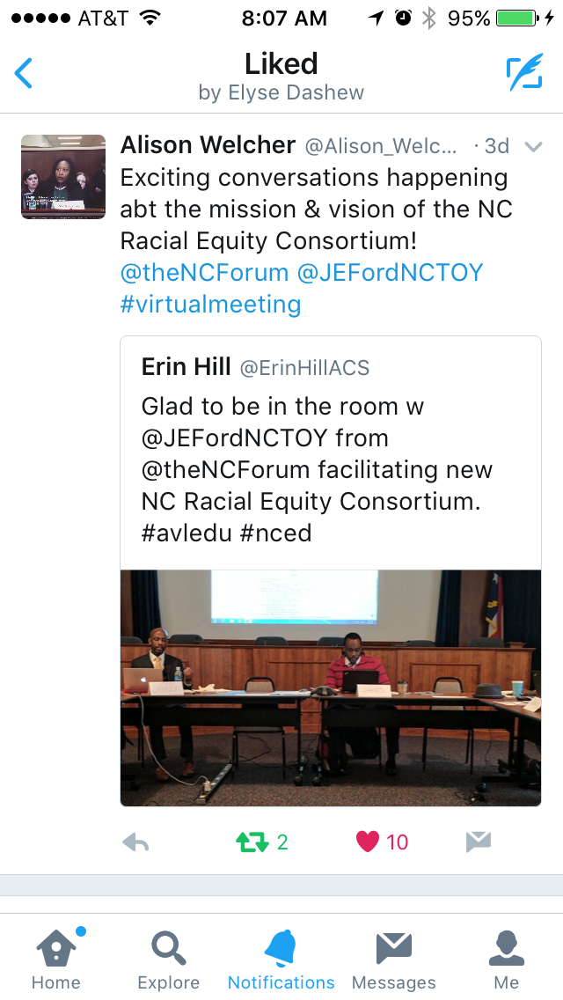 AT&T 8:07 AM 95%
Liked
by Elyse Dashew
Alison Welcher @Alison_Welc... · 3d
Exciting conversations happening
abt the mission & vision of the NC
Racial Equity Consortium!
@theNCForum @JEFordNCTOY
#virtualmeeting
Erin Hill @ErinHillACS
Glad to be in the room w
@JEFordNCTOY from
@theNCForum facilitating new
NC Racial Equity Consortium.
#avledu #nced
2 10
Home Explore Notifications Messages Me